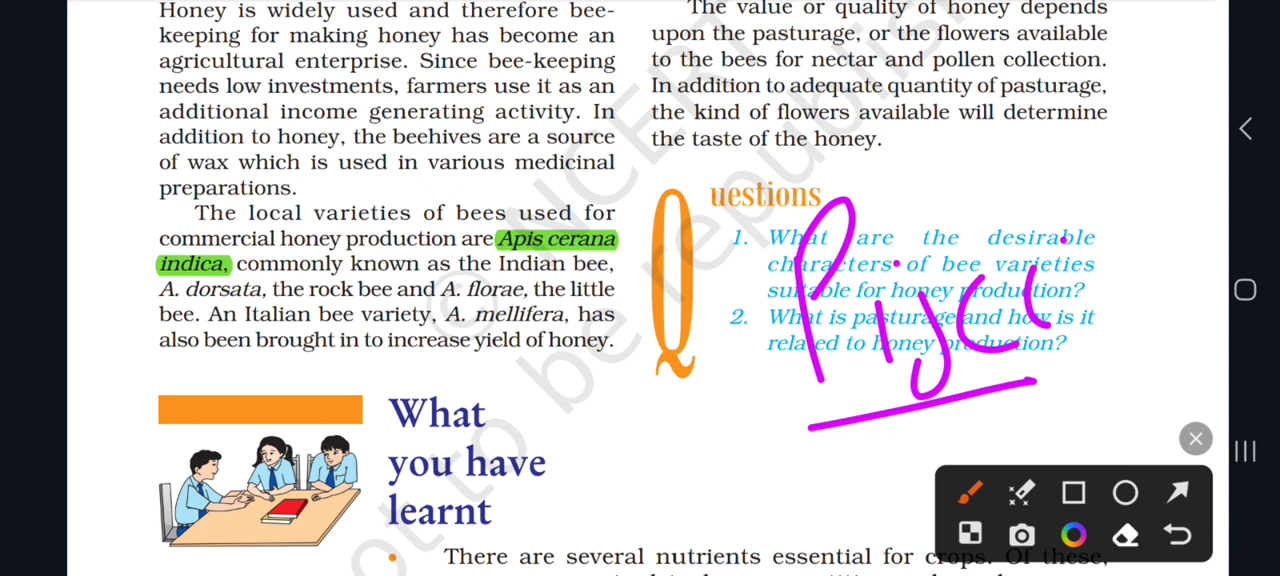 Honey is widely used and therefore bee-
keeping for making honey has become an
agricultural enterprise. Since bee-keeping
needs low investments, farmers use it as an
additional income generating activity. In
addition to honey, the beehives are a source
of wax which is used in various medicinal
preparations.
The local varieties of bees used for
commercial honey production are Apis cerana
indica, commonly known as the Indian bee,
A. dorsata, the rock bee and A. florae, the little
bee. An Italian bee variety, A. mellifera, has
also been brought in to increase yield of honey.
The value or quality of honey depends
upon the pasturage, or the flowers available
to the bees for nectar and pollen collection.
In addition to adequate quantity of pasturage,
the kind of flowers available will determine
the taste of the honey.
Questions
1. What are the desirable
characters of bee varieties
suitable for honey production?
2. What is pasturage and how is it
related to honey production?
What
you have
learnt
• There are several nutrients essential for crops. Of these,
© NCERT
not to be republish